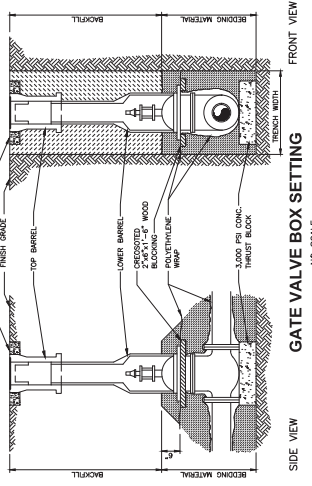 BACKFILL
BEDDING MATERIAL
FRONT VIEW
FINISH GRADE
TOP BARREL
LOWER BARREL
CREOSOTED
2"x6"x1'-6" WOOD
BLOCKING
POLYETHYLENE
WRAP
3,000 PSI CONC.
THRUST BLOCK
TRENCH WIDTH
6"
BACKFILL
BEDDING MATERIAL
SIDE VIEW
GATE VALVE BOX SETTING